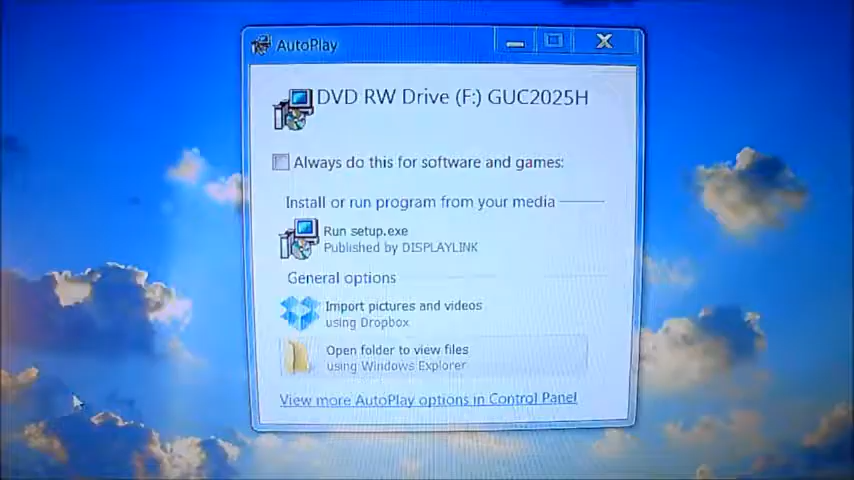 AutoPlay
DVD RW Drive (F:) GUC2025H
Always do this for software and games:
Install or run program from your media
Run setup.exe
Published by DISPLAYLINK
General options
Import pictures and videos
using Dropbox
Open folder to view files
using Windows Explorer
View more AutoPlay options in Control Panel